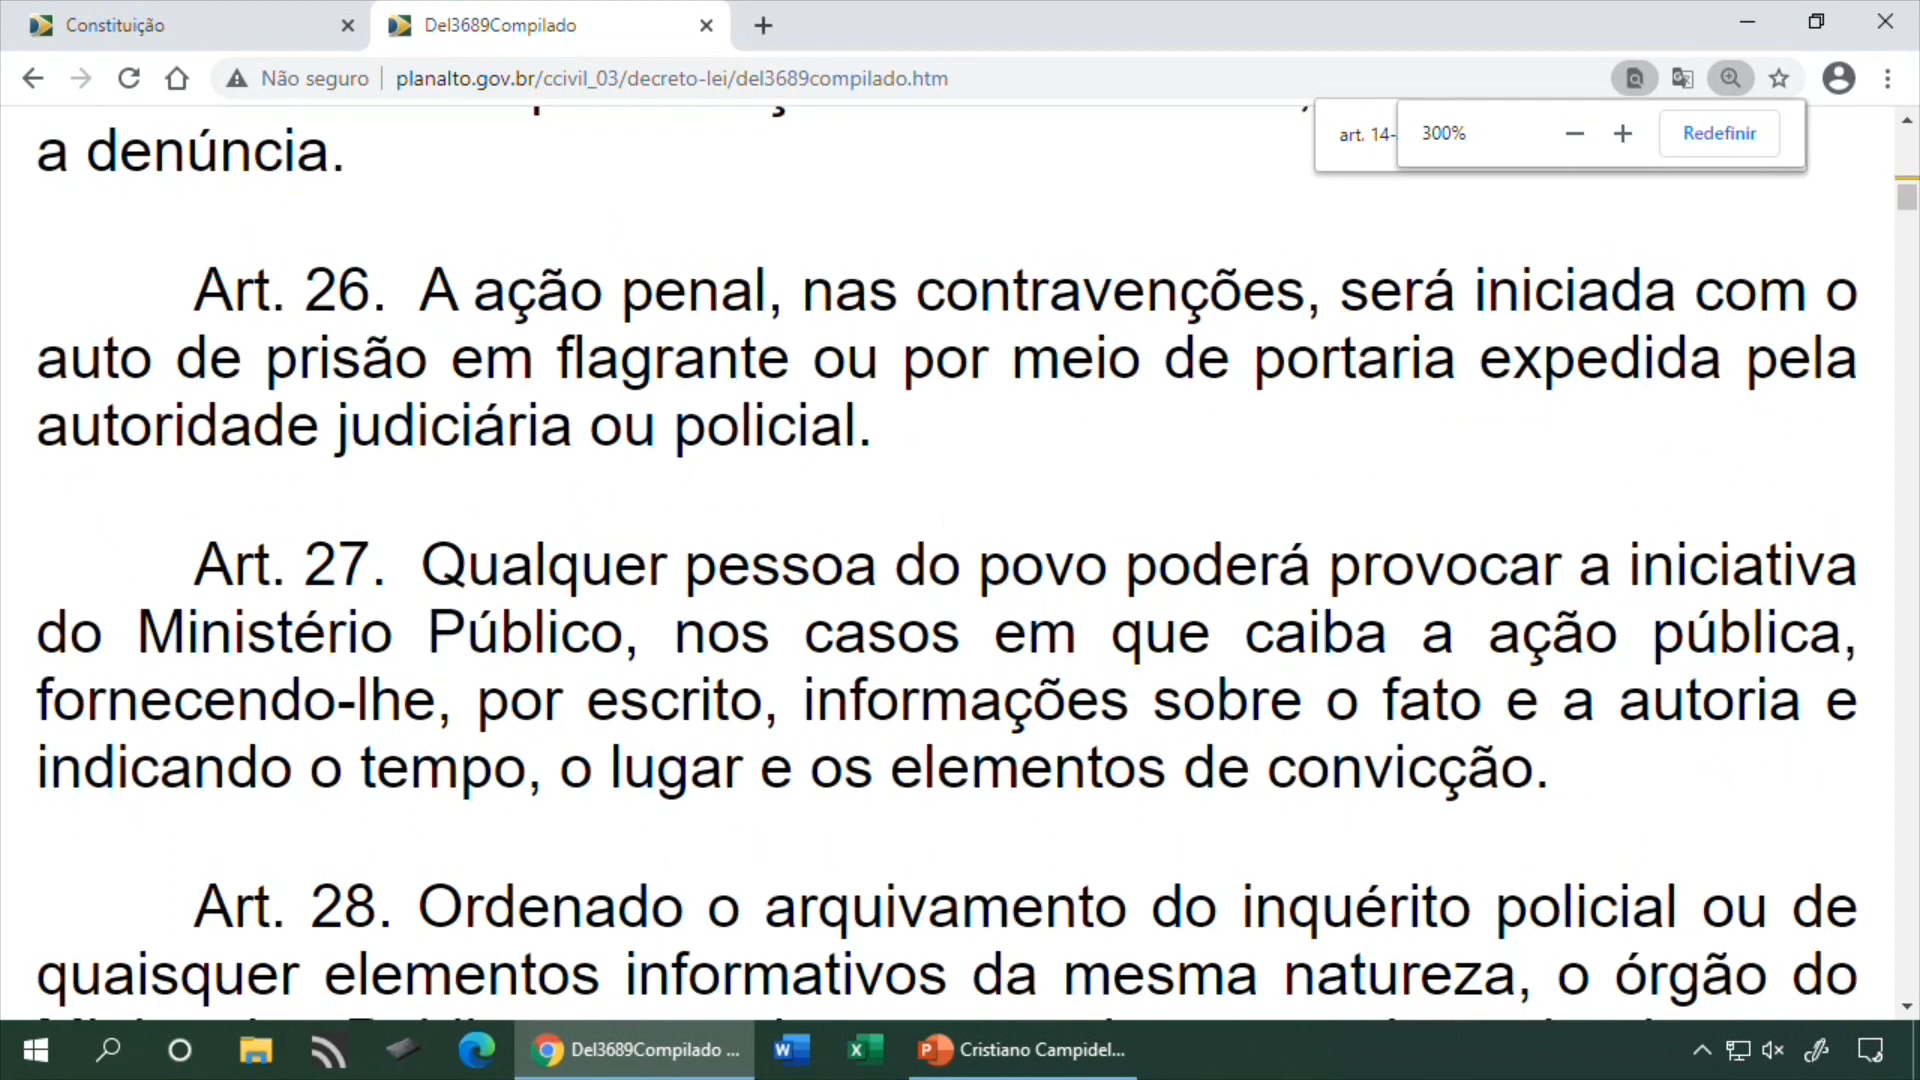 Constituição
Del3689Compilado
Não seguro
planalto.gov.br/ccivil_03/decreto-lei/del3689compilado.htm
art. 14-
300%
Redefinir
a denúncia.
Art. 26. A ação penal, nas contravenções, será iniciada com o
auto de prisão em flagrante ou por meio de portaria expedida pela
autoridade judiciária ou policial.
Art. 27. Qualquer pessoa do povo poderá provocar a iniciativa
do Ministério Público, nos casos em que caiba a ação pública,
fornecendo-lhe, por escrito, informações sobre o fato e a autoria e
indicando o tempo, o lugar e os elementos de convicção.
Art. 28. Ordenado o arquivamento do inquérito policial ou de
quaisquer elementos informativos da mesma natureza, o órgão do
Del3689Compilado ...
Cristiano Campidel...